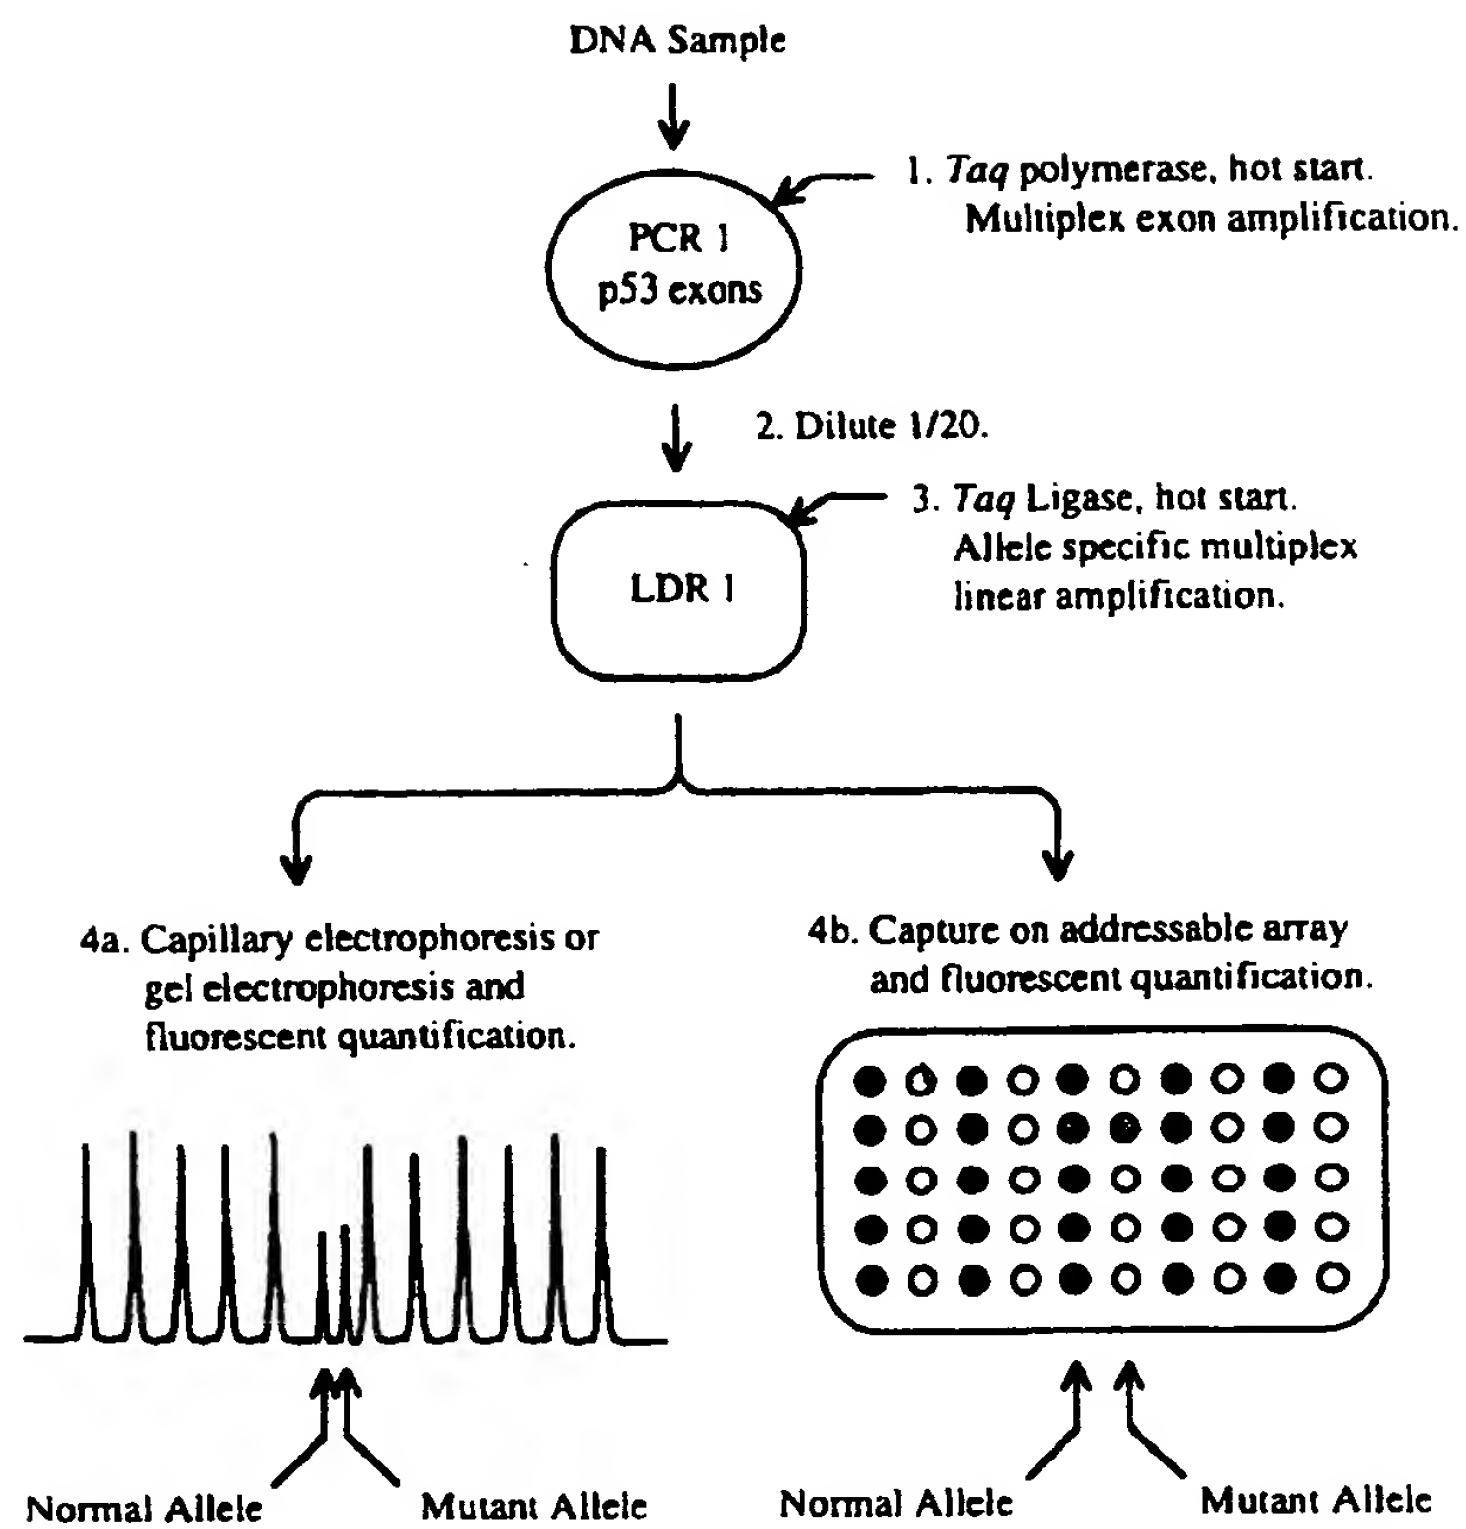 DNA Sample
1. Taq polymerase, hot start.
Multiplex exon amplification.
PCR 1
p53 exons
2. Dilute 1/20.
3. Taq Ligase, hot start.
Allele specific multiplex
linear amplification.
LDR 1
4a. Capillary electrophoresis or
gel electrophoresis and
fluorescent quantification.
4b. Capture on addressable array
and fluorescent quantification.
Normal Allele
Mutant Allele
Normal Allele
Mutant Allele